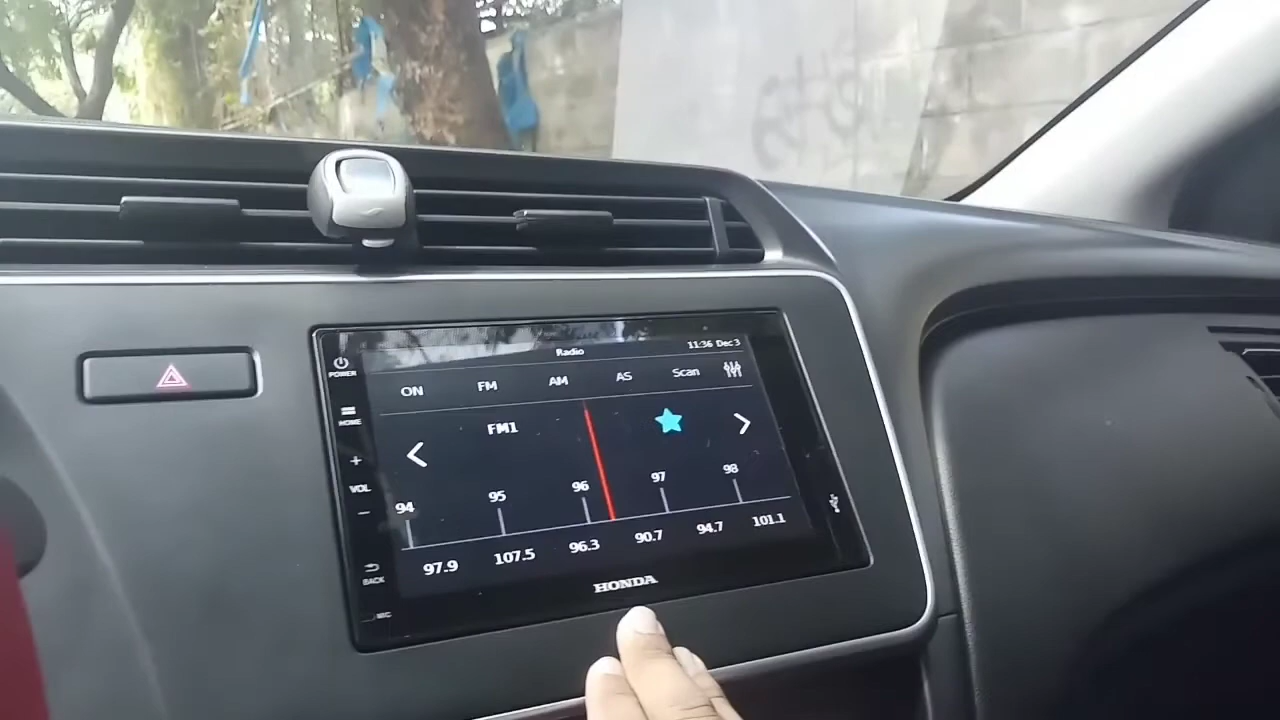 Radio
11:36 Dec 3
POWER
ON FM AM AS Scan
HOME
FM1
VOL
94 95 96 97 98
97.9 107.5 96.3 90.7 94.7 101.1
BACK
HONDA
MIC